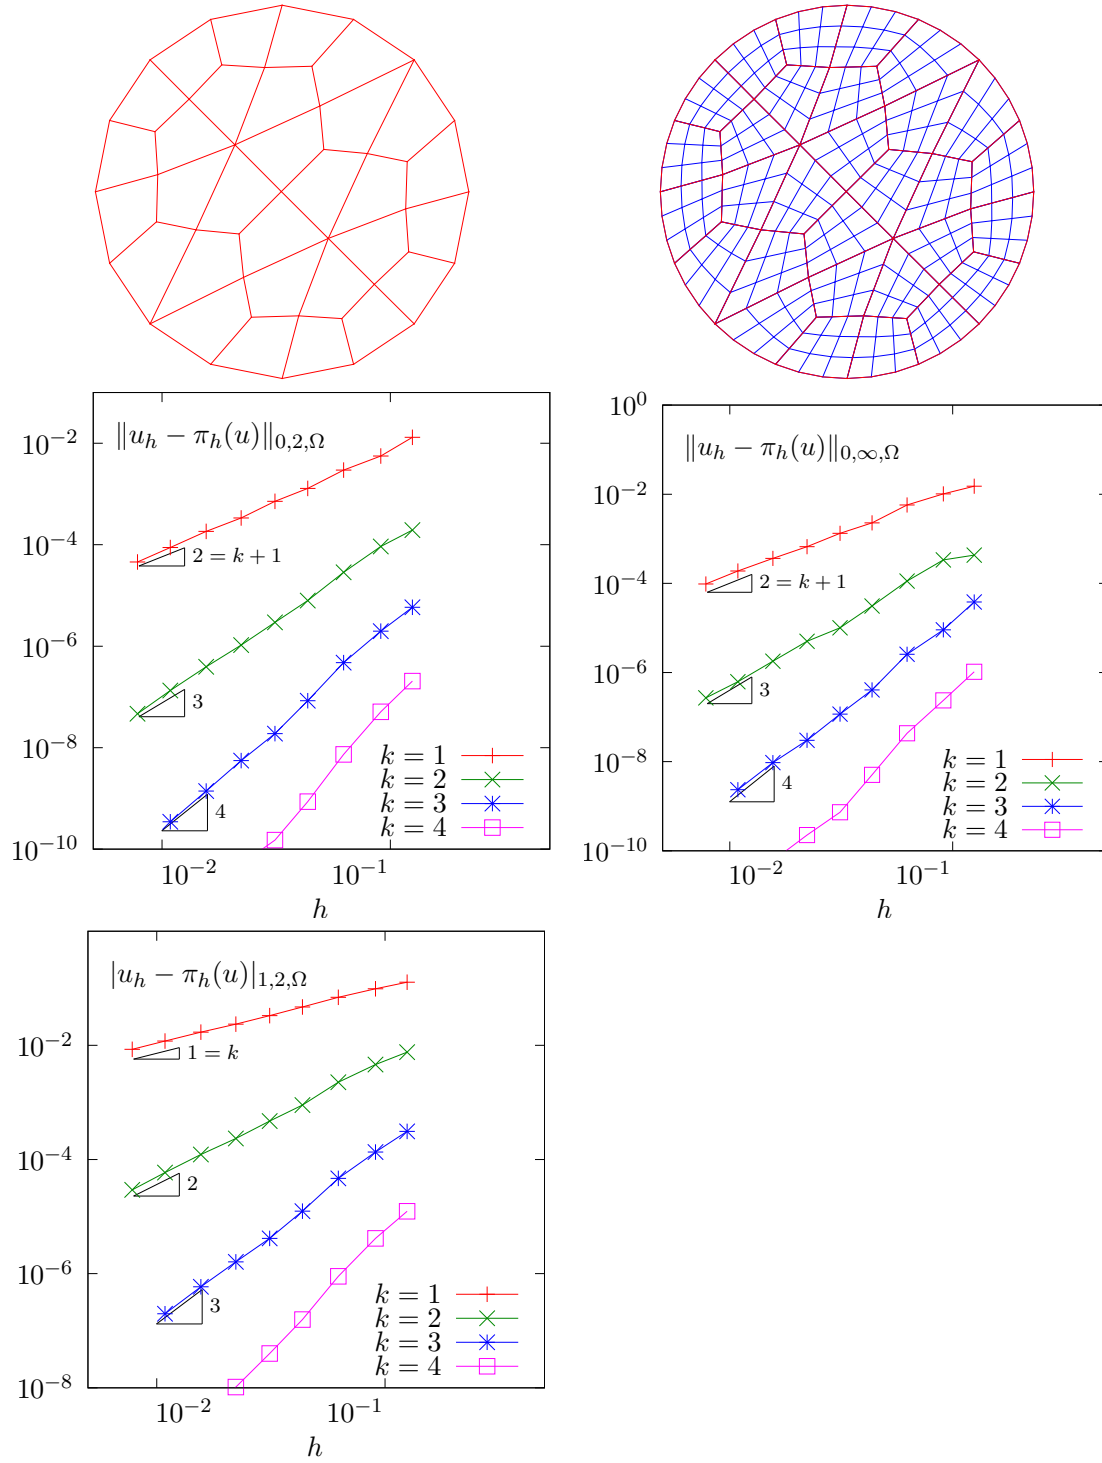 ‖u_h − π_h(u)‖_{0,2,Ω}
10^{-2}
10^{-4}
10^{-6}
10^{-8}
10^{-10}
2 = k + 1
3
4
k = 1
k = 2
k = 3
k = 4
10^{-2}
10^{-1}
h
10^{0}
‖u_h − π_h(u)‖_{0,∞,Ω}
10^{-2}
10^{-4}
10^{-6}
10^{-8}
10^{-10}
2 = k + 1
3
4
k = 1
k = 2
k = 3
k = 4
10^{-2}
10^{-1}
h
|u_h − π_h(u)|_{1,2,Ω}
10^{-2}
10^{-4}
10^{-6}
10^{-8}
1 = k
2
3
k = 1
k = 2
k = 3
k = 4
10^{-2}
10^{-1}
h